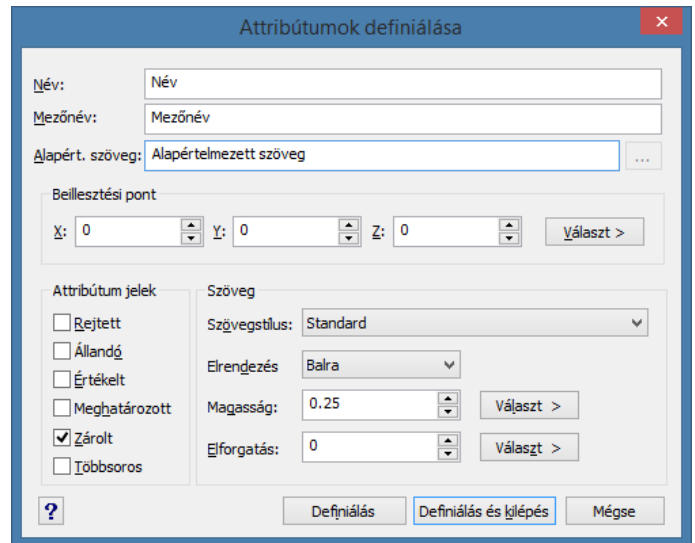 Attribútumok definiálása
Név: Név
Mezőnév: Mezőnév
Alapért. szöveg: Alapértelmezett szöveg ...
Beillesztési pont
X: 0 Y: 0 Z: 0 Választ >
Attribútum jelek
Rejtett
Állandó
Értékelt
Meghatározott
Zárolt
Többsoros
Szöveg
Szövegstílus: Standard
Elrendezés Balra
Magasság: 0.25 Választ >
Elforgatás: 0 Választ >
? Definiálás Definiálás és kilépés Mégse